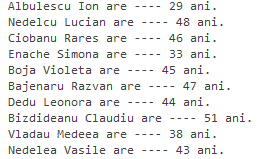 Albulescu Ion are ---- 29 ani.
Nedelcu Lucian are ---- 48 ani.
Ciobanu Rares are ---- 46 ani.
Enache Simona are ---- 33 ani.
Boja Violeta are ---- 45 ani.
Bajenaru Razvan are ---- 47 ani.
Dedu Leonora are ---- 44 ani.
Bizdideanu Claudiu are ---- 51 ani.
Vladau Medeea are ---- 38 ani.
Nedelea Vasile are ---- 43 ani.